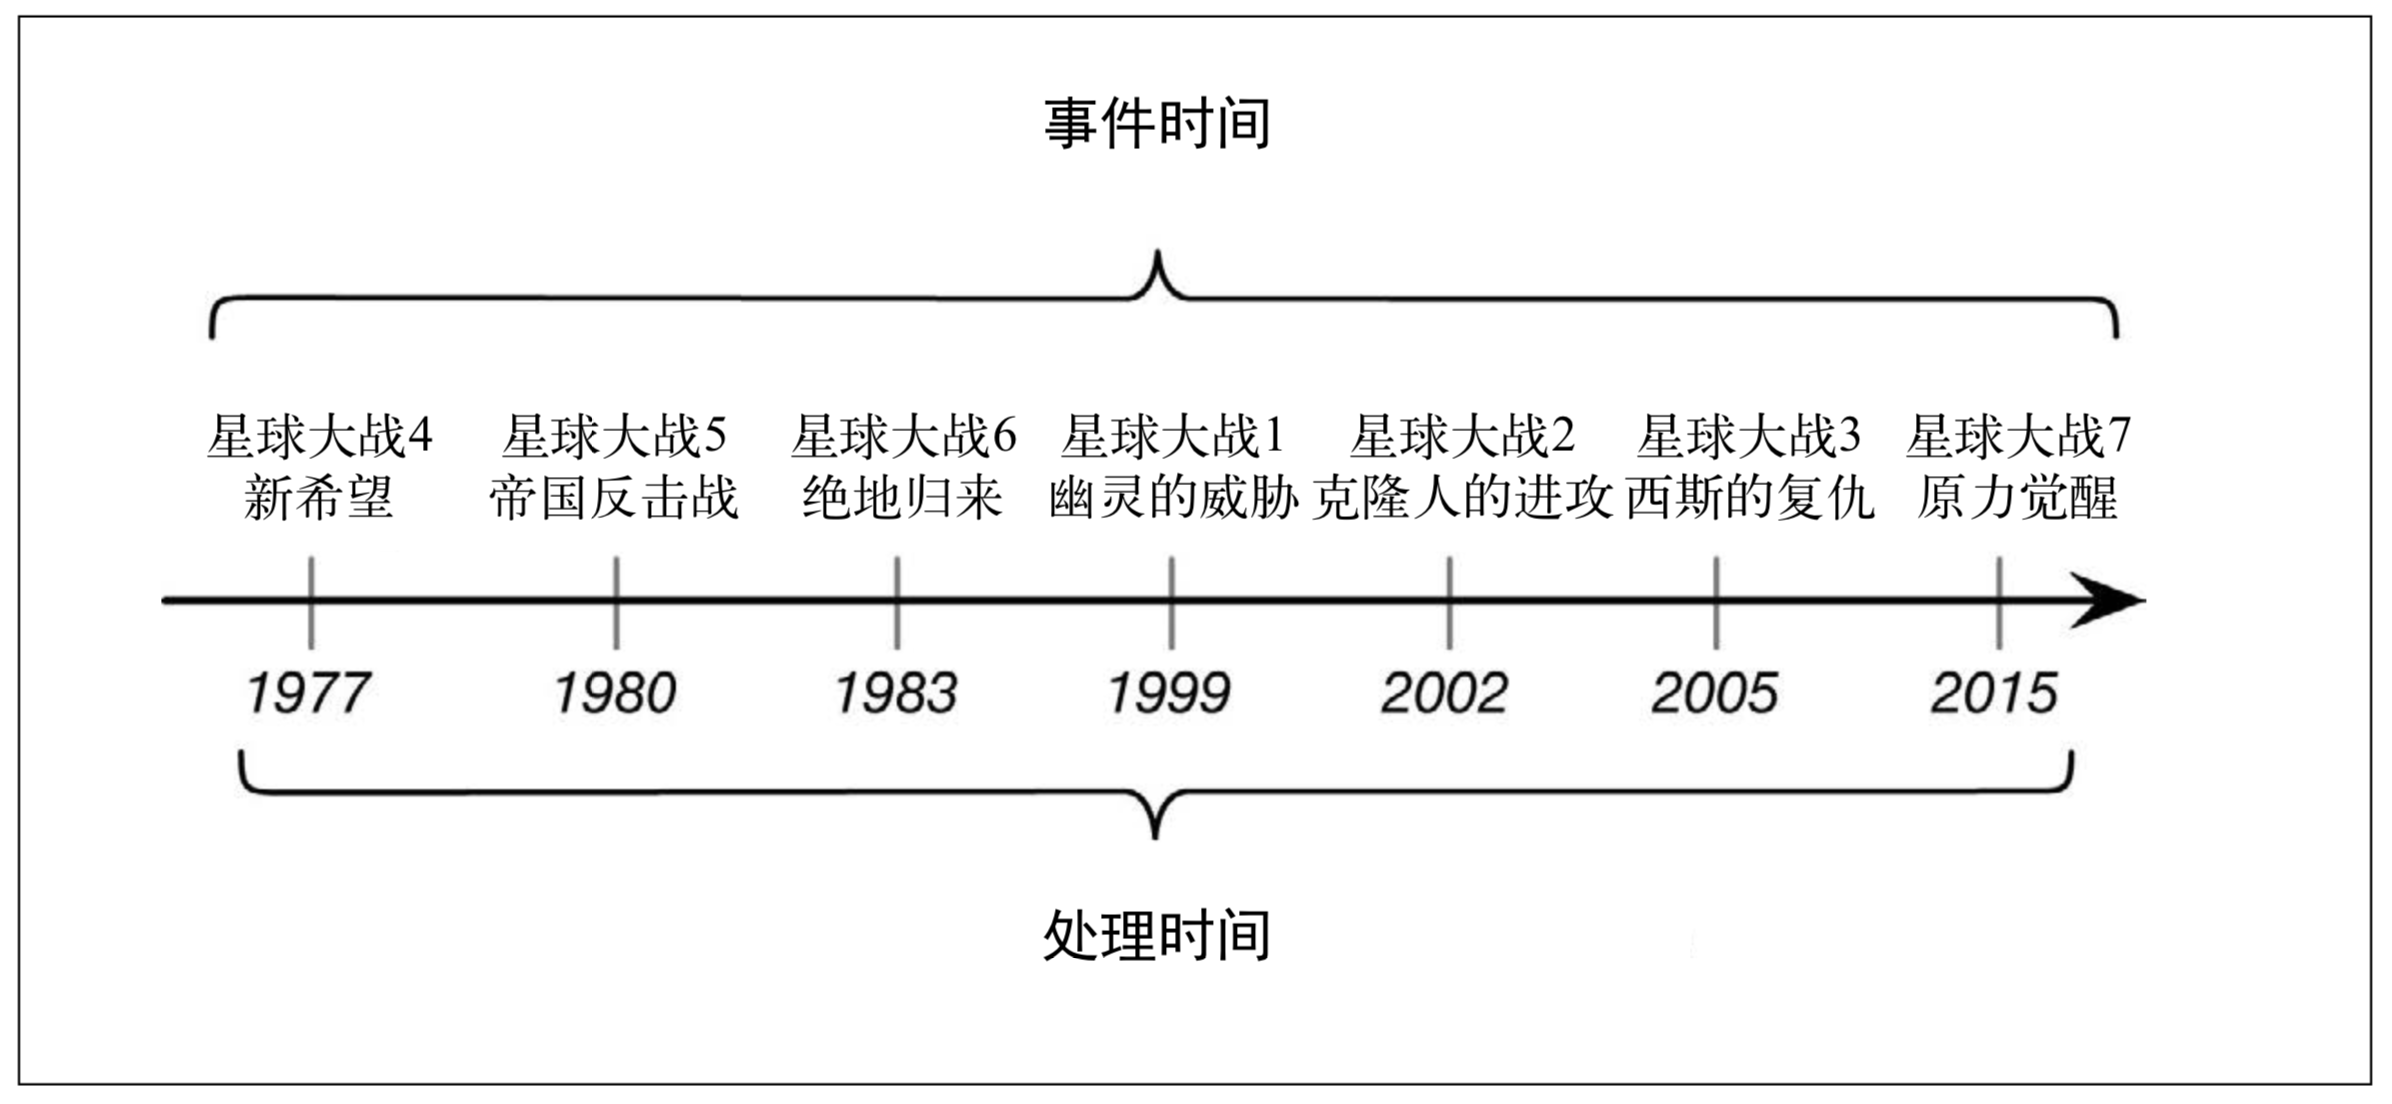 事件时间
星球大战4 星球大战5 星球大战6 星球大战1 星球大战2 星球大战3 星球大战7
新希望 帝国反击战 绝地归来 幽灵的威胁 克隆人的进攻 西斯的复仇 原力觉醒
1977 1980 1983 1999 2002 2005 2015
处理时间